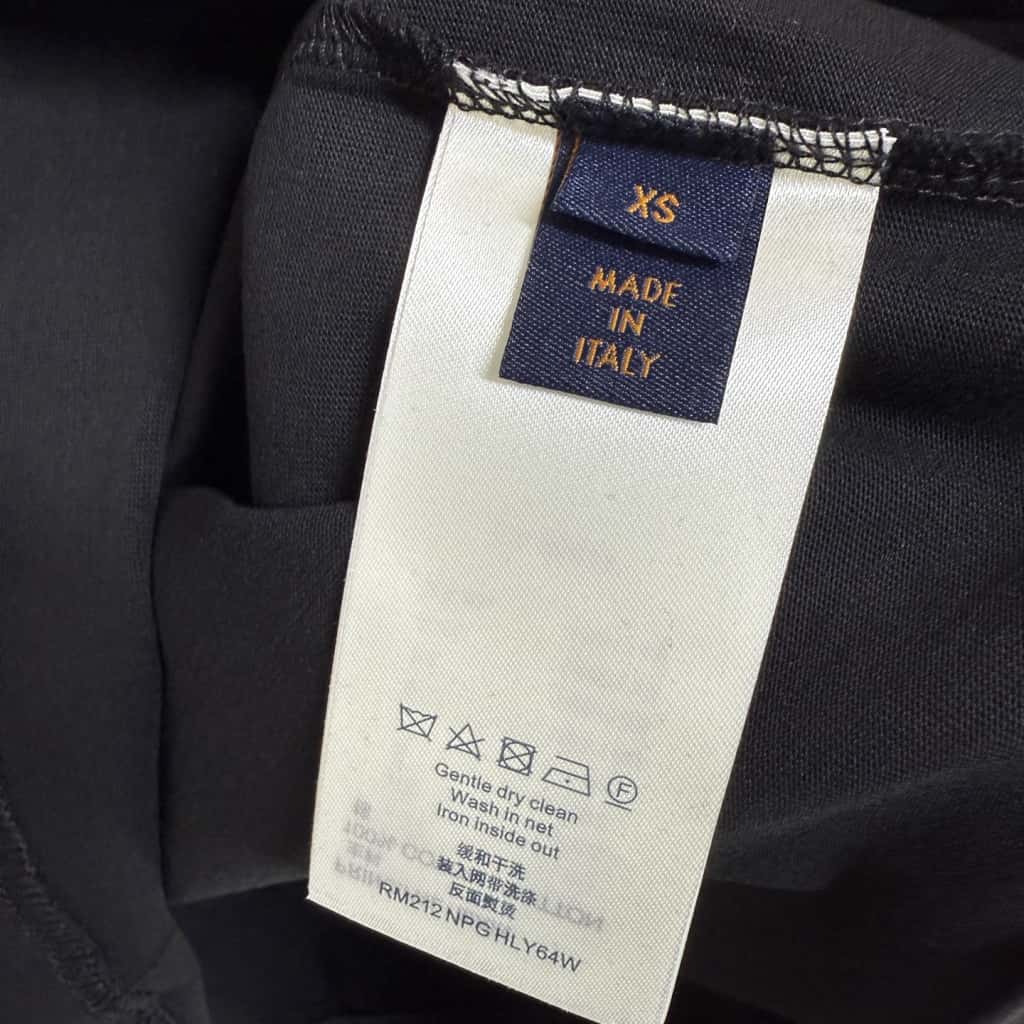 XS
MADE
IN
ITALY
F
Gentle dry clean
Wash in net
Iron inside out
缓和干洗
装入网袋洗涤
反面熨烫
RM212 NPG HLY64W